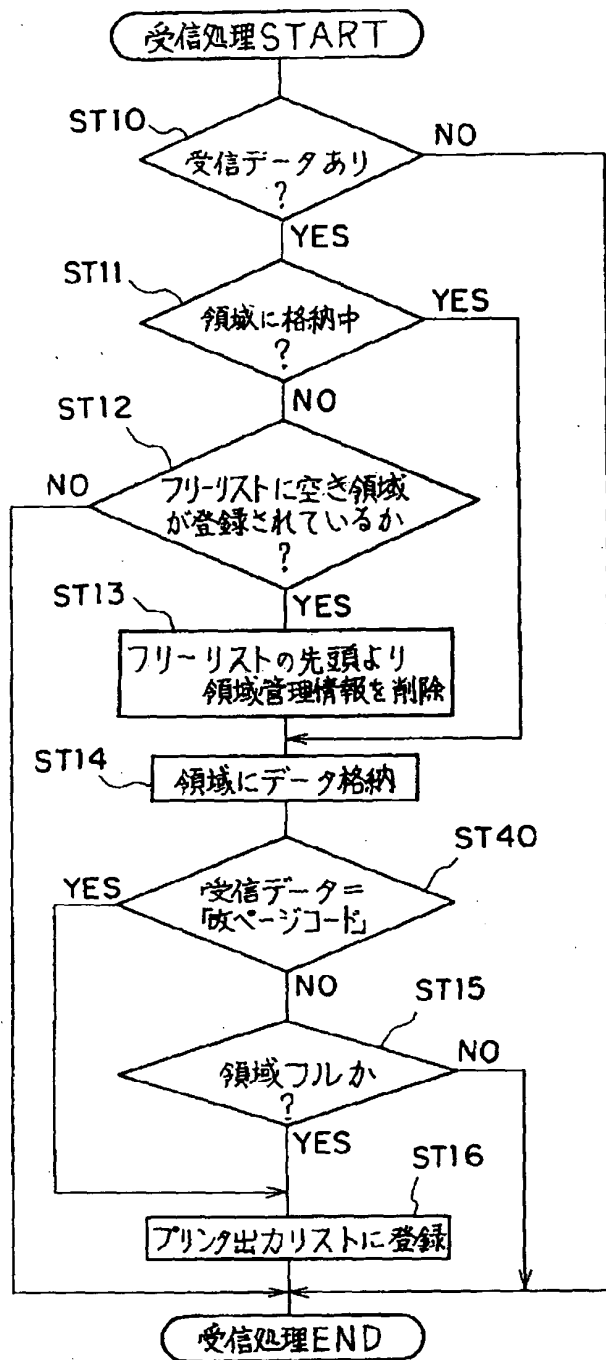 受信処理START
ST10
NO
受信データあり
?
YES
ST11
YES
領域に格納中
?
NO
ST12
NO
フリーリストに空き領域
が登録されているか
?
YES
ST13
フリーリストの先頭より
領域管理情報を削除
ST14
領域にデータ格納
ST40
YES
受信データ=
「改ページコード」
NO
ST15
NO
領域フルか
?
YES
ST16
プリンタ出力リストに登録
受信処理END